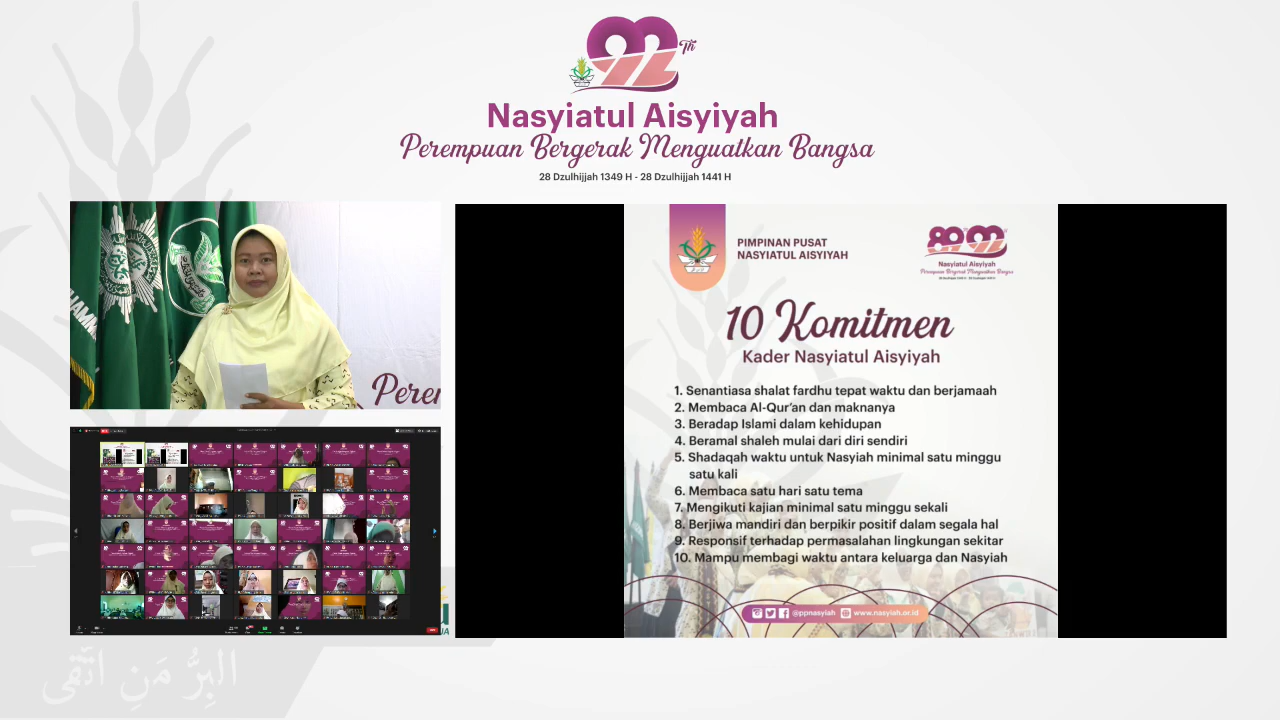 92 Th
Nasyiatul Aisyiyah
Perempuan Bergerak Menguatkan Bangsa
28 Dzulhijjah 1349 H - 28 Dzulhijjah 1441 H
Peren
PIMPINAN PUSAT
NASYIATUL AISYIYAH
89 92
Nasyiatul Aisyiyah
Perempuan Bergerak Menguatkan Bangsa
10 Komitmen
Kader Nasyiatul Aisyiyah
1. Senantiasa shalat fardhu tepat waktu dan berjamaah
2. Membaca Al-Qur'an dan maknanya
3. Beradap Islami dalam kehidupan
4. Beramal shaleh mulai dari diri sendiri
5. Shadaqah waktu untuk Nasyiah minimal satu minggu
satu kali
6. Membaca satu hari satu tema
7. Mengikuti kajian minimal satu minggu sekali
8. Berjiwa mandiri dan berpikir positif dalam segala hal
9. Responsif terhadap permasalahan lingkungan sekitar
10. Mampu membagi waktu antara keluarga dan Nasyiah
@ppnasyiah www.nasyiah.or.id
البِرُّ مَنِ اتَّقَى